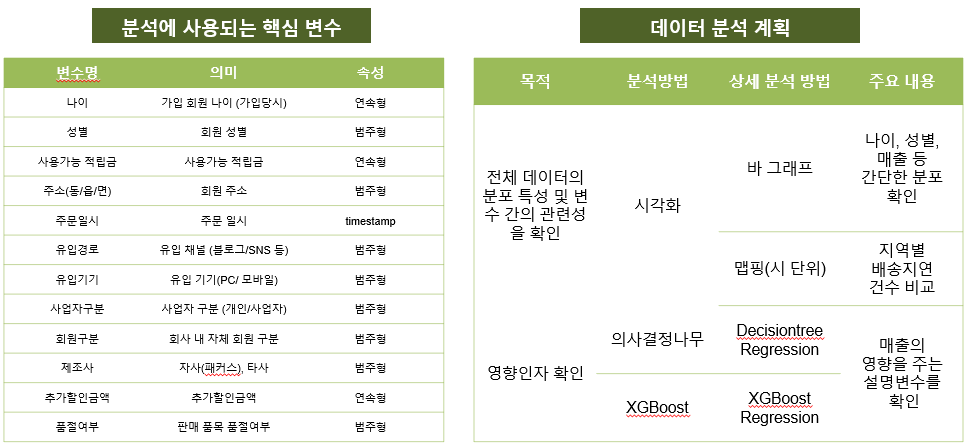 분석에 사용되는 핵심 변수
변수명 의미 속성
나이 가입 회원 나이 (가입당시) 연속형
성별 회원 성별 범주형
사용가능 적립금 사용가능 적립금 연속형
주소(동/읍/면) 회원 주소 범주형
주문일시 주문 일시 timestamp
유입경로 유입 채널 (블로그/SNS 등) 범주형
유입기기 유입 기기(PC/ 모바일) 범주형
사업자구분 사업자 구분 (개인/사업자) 범주형
회원구분 회사 내 자체 회원 구분 범주형
제조사 자사(패커스), 타사 범주형
추가할인금액 추가할인금액 연속형
품절여부 판매 품목 품절여부 범주형
데이터 분석 계획
목적 분석방법 상세 분석 방법 주요 내용
전체 데이터의
분포 특성 및 변
수 간의 관련성
을 확인
시각화
바 그래프
나이, 성별,
매출 등
간단한 분포
확인
맵핑(시 단위)
지역별
배송지연
건수 비교
영향인자 확인
의사결정나무
Decisiontree
Regression
매출의
영향을 주는
설명변수를
확인
XGBoost
XGBoost
Regression